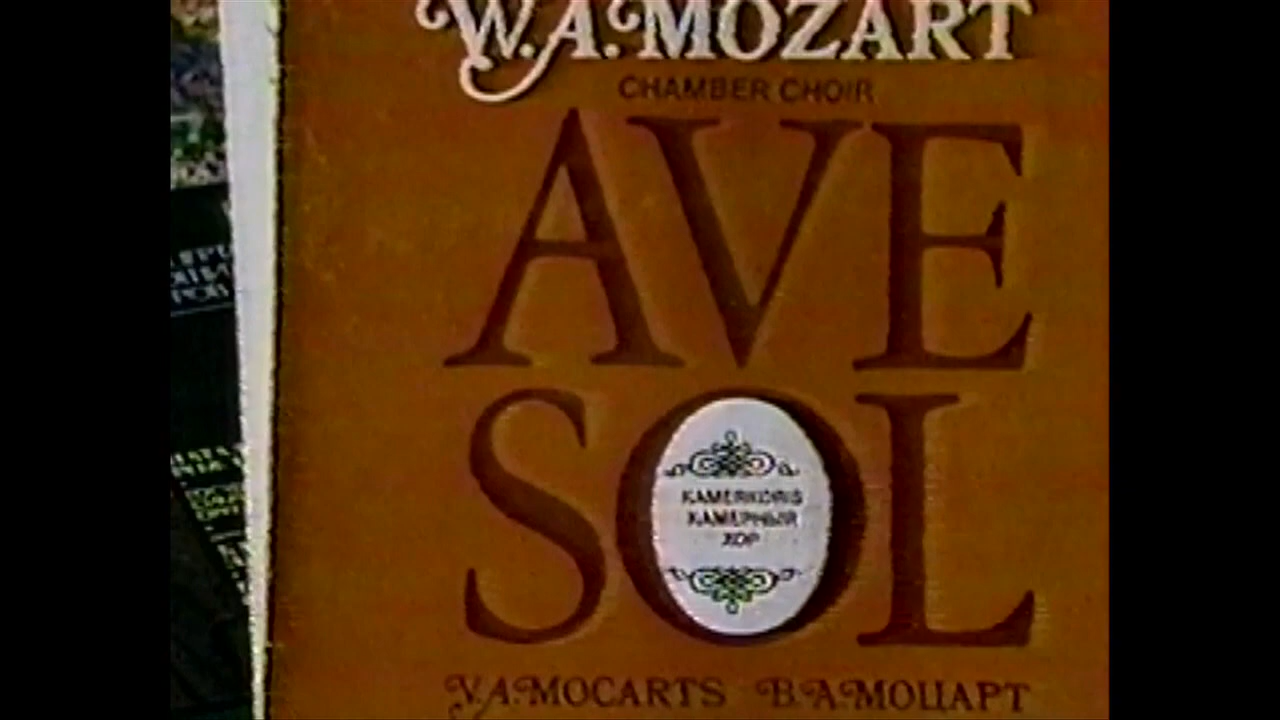 W.A.MOZART
CHAMBER CHOIR
AVE
SOL
KAMERKORIS
КАМЕРНЫЙ
ХОР
V.A.MOCARTS В.А.МОЦАРТ